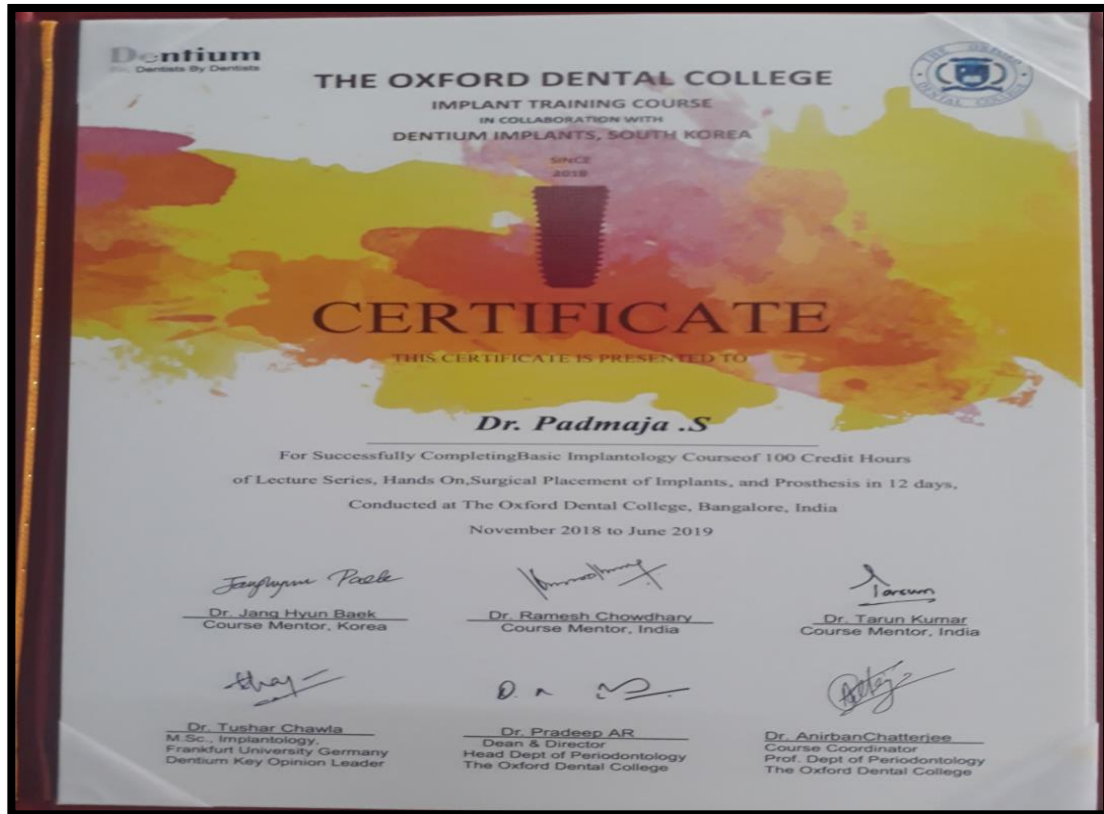 Dentium
For Dentists By Dentists
THE OXFORD DENTAL COLLEGE
THE OXFORD
DENTAL COLLEGE
IMPLANT TRAINING COURSE
IN COLLABORATION WITH
DENTIUM IMPLANTS, SOUTH KOREA
SINCE
2018
CERTIFICATE
THIS CERTIFICATE IS PRESENTED TO
Dr. Padmaja .S
For Successfully CompletingBasic Implantology Courseof 100 Credit Hours
of Lecture Series, Hands On,Surgical Placement of Implants, and Prosthesis in 12 days,
Conducted at The Oxford Dental College, Bangalore, India
November 2018 to June 2019
Dr. Jang Hyun Baek
Course Mentor, Korea
Dr. Ramesh Chowdhary
Course Mentor, India
Tarun
Dr. Tarun Kumar
Course Mentor, India
Dr. Tushar Chawla
M.Sc., Implantology,
Frankfurt University Germany
Dentium Key Opinion Leader
Dr. Pradeep AR
Dean & Director
Head Dept of Periodontology
The Oxford Dental College
Dr. AnirbanChatterjee
Course Coordinator
Prof. Dept of Periodontology
The Oxford Dental College